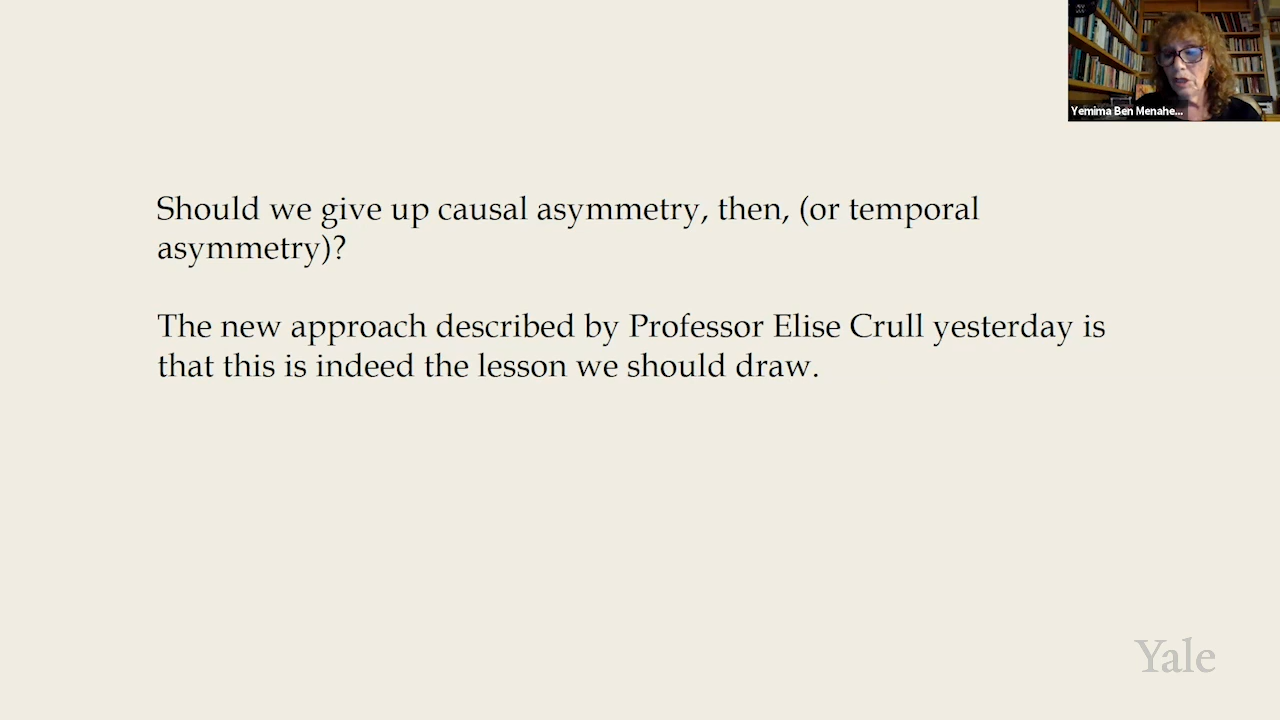 Yemima Ben Menahe...
Should we give up causal asymmetry, then, (or temporal
asymmetry)?
The new approach described by Professor Elise Crull yesterday is
that this is indeed the lesson we should draw.
Yale